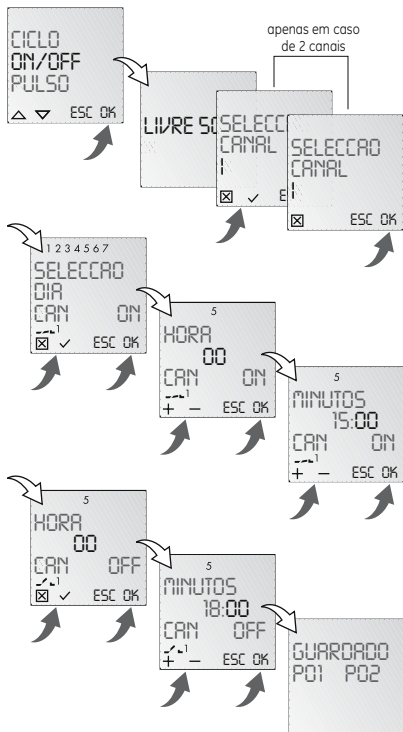 CICLO
ON/OFF
PULSO
ESC OK
apenas em caso
de 2 canais
LIVRE 50
SELECC
CANAL
1
E
SELECCAO
CANAL
1
ESC OK
1 2 3 4 5 6 7
SELECCAO
DIA
CAN ON
1
ESC OK
5
HORA
00
CAN ON
1
+ − ESC OK
5
MINUTOS
15:00
CAN ON
1
+ − ESC OK
5
HORA
00
CAN OFF
1
ESC OK
5
MINUTOS
18:00
CAN OFF
1
+ − ESC OK
GUARDADO
P01 P02